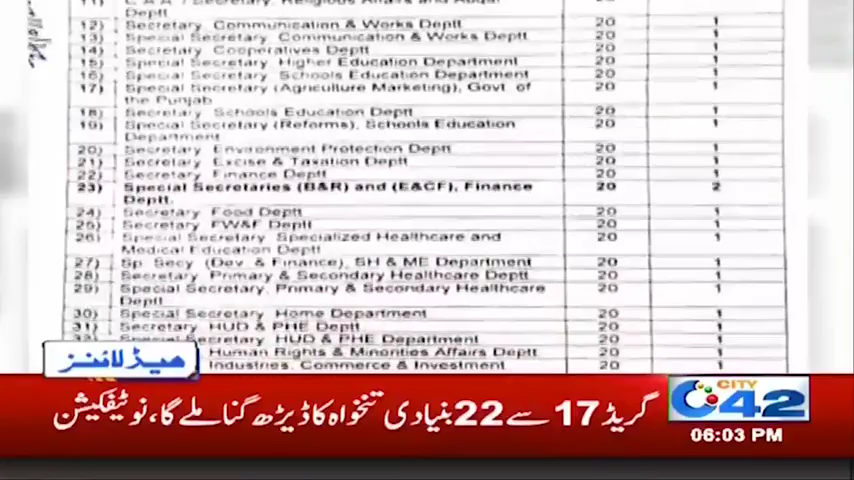 11) C A A / Secretary, Religious Affairs and Auqaf
Deptt
12) Secretary Communication & Works Deptt 20 1
13) Special Secretary Communication & Works Deptt 20 1
14) Secretary Cooperatives Deptt 20 1
15) Special Secretary Higher Education Department 20 1
16) Special Secretary Schools Education Department 20 1
17) Special Secretary (Agriculture Marketing), Govt of 20 1
the Punjab
18) Secretary Schools Education Deptt 20 1
19) Special Secretary (Reforms), Schools Education 20 1
Department
20) Secretary Environment Protection Deptt 20 1
21) Secretary Excise & Taxation Deptt 20 1
22) Secretary Finance Deptt 20 1
23) Special Secretaries (B&R) and (E&CF), Finance 20 2
Deptt.
24) Secretary Food Deptt 20 1
25) Secretary FW&F Deptt 20 1
26) Special Secretary Specialized Healthcare and 20 1
Medical Education Deptt
27) Sp Secy (Dev & Finance), SH & ME Department 20 1
28) Secretary Primary & Secondary Healthcare Deptt 20 1
29) Special Secretary, Primary & Secondary Healthcare 20 1
Deptt
30) Special Secretary Home Department 20 1
31) Secretary HUD & PHE Deptt 20 1
Special Secretary HUD & PHE Department 20 1
Human Rights & Minorities Affairs Deptt 20 1
Industries, Commerce & Investment 20 1
ہیڈلائنز
گریڈ 17 سے 22 بنیادی تنخواہ کا ڈیڑھ گنا ملے گا، نوٹیفکیشن
CITY
42
06:03 PM